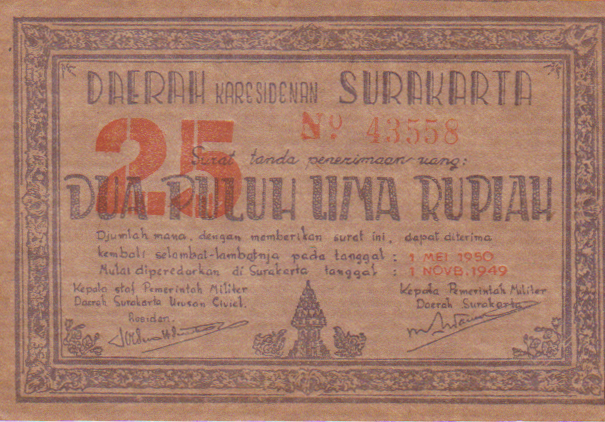 DAERAH KARESIDENAN SURAKARTA
25
No 43558
Surat tanda penerimaan uang:
DUA PULUH LIMA RUPIAH
Djumlah mana, dengan memberikan surat ini, dapat diterima
kembali selambat-lambatnja pada tanggal : 1 MEI 1950
Mulai diperedarkan di Surakarta tanggal : 1 NOVB. 1949
Kepala staf Pemerintah Militer
Daerah Surakarta Urusan Civiel.
Residen.
Kepala Pemerintah Militer
Daerah Surakarta